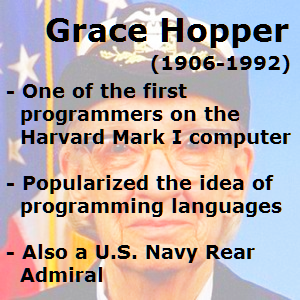 Grace Hopper
(1906-1992)
- One of the first
programmers on the
Harvard Mark I computer
- Popularized the idea of
programming languages
- Also a U.S. Navy Rear
Admiral